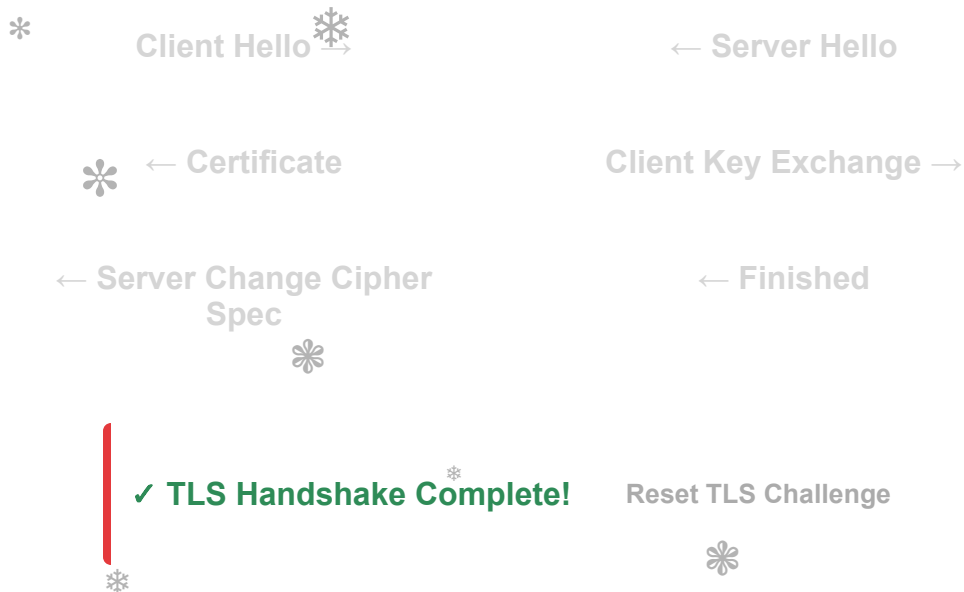 Client Hello →
← Server Hello
← Certificate
Client Key Exchange →
← Server Change Cipher
Spec
← Finished
✓ TLS Handshake Complete!
Reset TLS Challenge